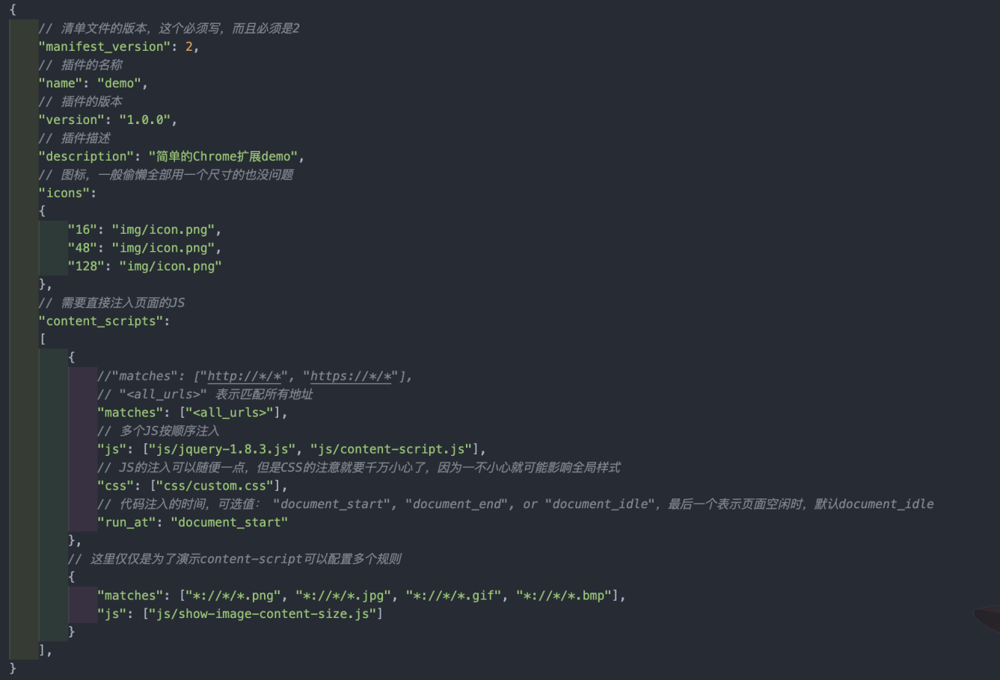 {
// 清单文件的版本，这个必须写，而且必须是2
"manifest_version": 2,
// 插件的名称
"name": "demo",
// 插件的版本
"version": "1.0.0",
// 插件描述
"description": "简单的Chrome扩展demo",
// 图标，一般偷懒全部用一个尺寸的也没问题
"icons":
{
"16": "img/icon.png",
"48": "img/icon.png",
"128": "img/icon.png"
},
// 需要直接注入页面的JS
"content_scripts":
[
{
//"matches": ["http://*/*", "https://*/*"],
// "<all_urls>" 表示匹配所有地址
"matches": ["<all_urls>"],
// 多个JS按顺序注入
"js": ["js/jquery-1.8.3.js", "js/content-script.js"],
// JS的注入可以随便一点，但是CSS的注意就要千万小心了，因为一不小心就可能影响全局样式
"css": ["css/custom.css"],
// 代码注入的时间，可选值： "document_start", "document_end", or "document_idle"，最后一个表示页面空闲时，默认document_idle
"run_at": "document_start"
},
// 这里仅仅是为了演示content-script可以配置多个规则
{
"matches": ["*://*/*.png", "*://*/*.jpg", "*://*/*.gif", "*://*/*.bmp"],
"js": ["js/show-image-content-size.js"]
}
],
}